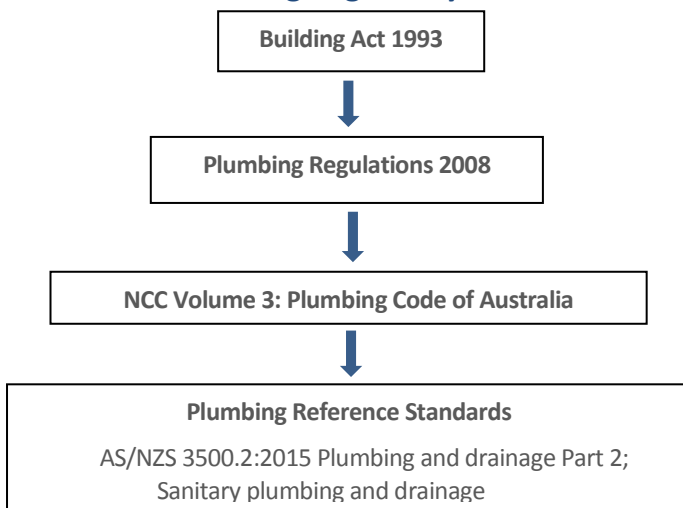 Building Act 1993
Plumbing Regulations 2008
NCC Volume 3: Plumbing Code of Australia
Plumbing Reference Standards
AS/NZS 3500.2:2015 Plumbing and drainage Part 2;
Sanitary plumbing and drainage